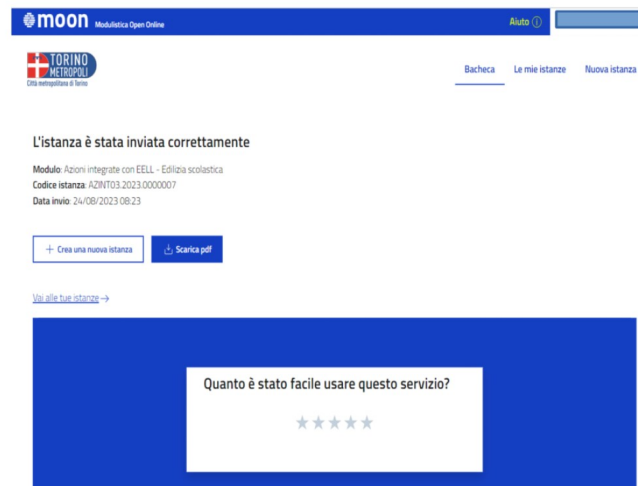 moon Modulistica Open Online
Aiuto
TORINO
METROPOLI
Città metropolitana di Torino
Bacheca Le mie istanze Nuova istanza
L'istanza è stata inviata correttamente
Modulo: Azioni integrate con EELL - Edilizia scolastica
Codice istanza: AZINT03.2023.0000007
Data invio: 24/08/2023 08:23
+ Crea una nuova istanza Scarica pdf
Vai alle tue istanze →
Quanto è stato facile usare questo servizio?